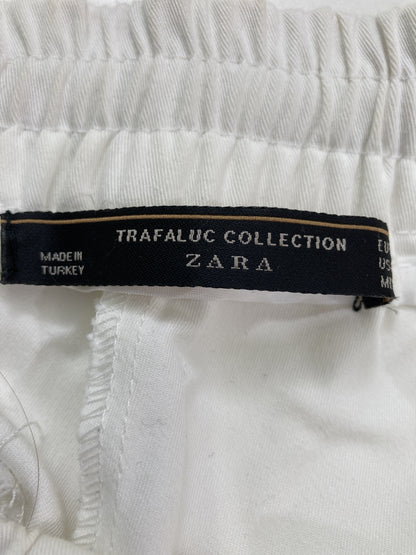 TRAFALUC COLLECTION
ZARA
MADE IN
TURKEY